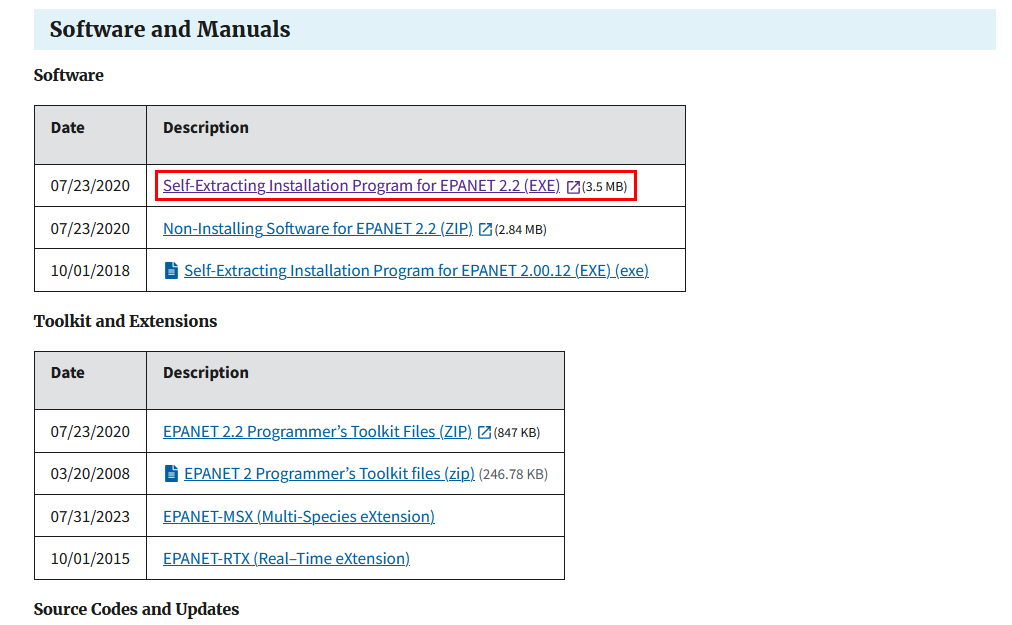 Software and Manuals
Software
Date Description
07/23/2020 Self-Extracting Installation Program for EPANET 2.2 (EXE) (3.5 MB)
07/23/2020 Non-Installing Software for EPANET 2.2 (ZIP) (2.84 MB)
10/01/2018 Self-Extracting Installation Program for EPANET 2.00.12 (EXE) (exe)
Toolkit and Extensions
Date Description
07/23/2020 EPANET 2.2 Programmer’s Toolkit Files (ZIP) (847 KB)
03/20/2008 EPANET 2 Programmer’s Toolkit files (zip) (246.78 KB)
07/31/2023 EPANET-MSX (Multi-Species eXtension)
10/01/2015 EPANET-RTX (Real–Time eXtension)
Source Codes and Updates